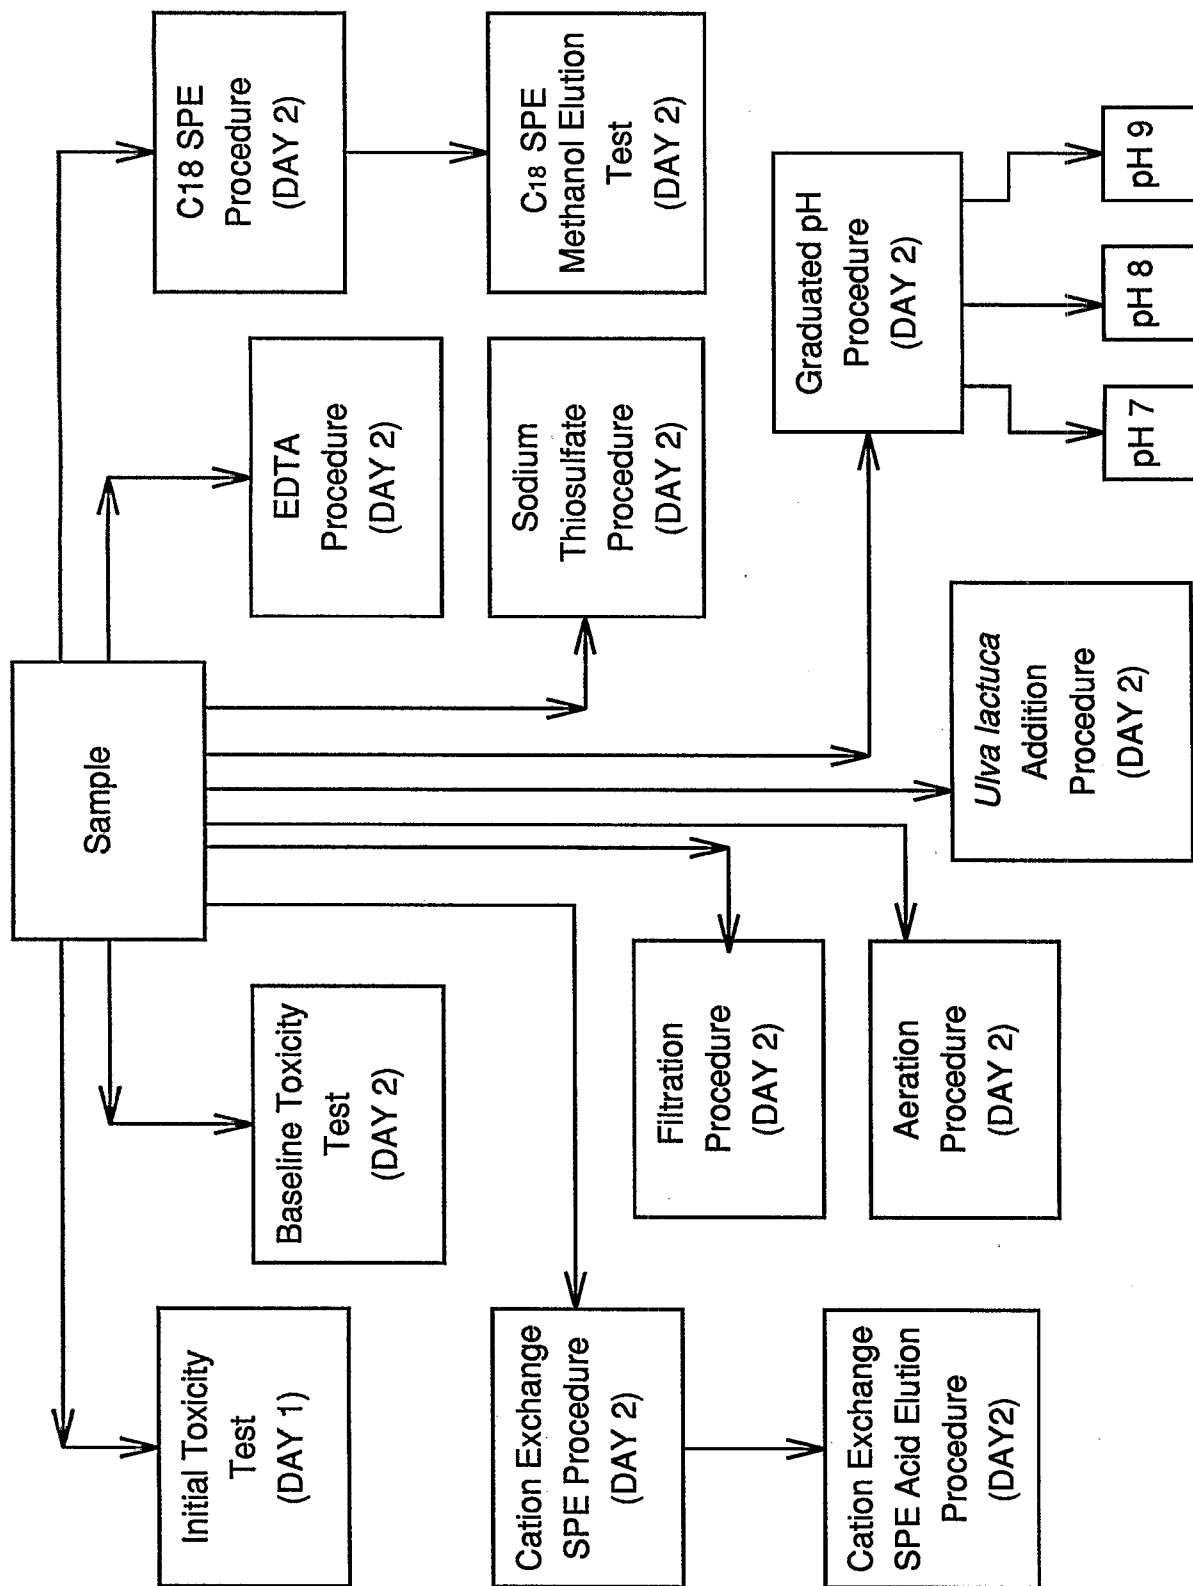 Sample
Initial Toxicity
Test
(DAY 1)
Baseline Toxicity
Test
(DAY 2)
Cation Exchange
SPE Procedure
(DAY 2)
Cation Exchange
SPE Acid Elution
Procedure
(DAY2)
Filtration
Procedure
(DAY 2)
Aeration
Procedure
(DAY 2)
Ulva lactuca
Addition
Procedure
(DAY 2)
Graduated pH
Procedure
(DAY 2)
pH 7
pH 8
pH 9
Sodium
Thiosulfate
Procedure
(DAY 2)
EDTA
Procedure
(DAY 2)
C18 SPE
Procedure
(DAY 2)
C18 SPE
Methanol Elution
Test
(DAY 2)